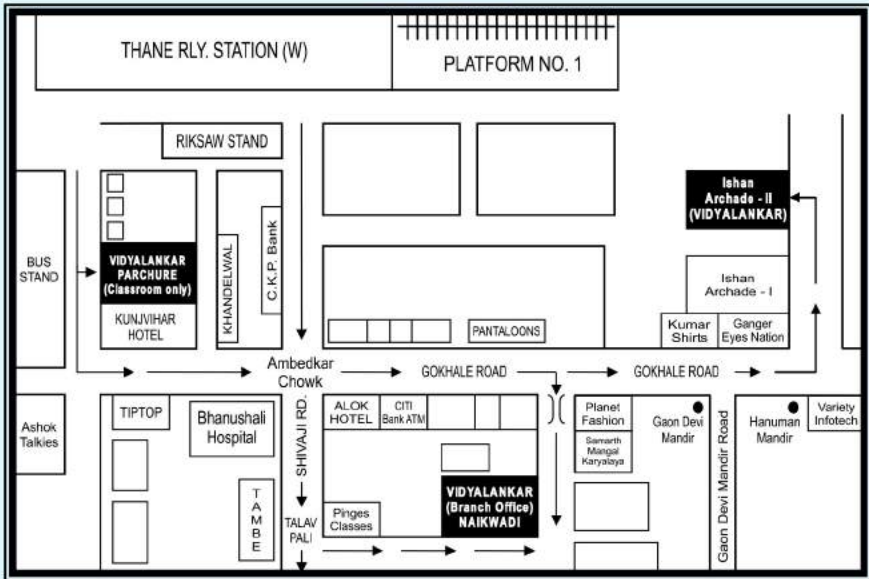 THANE RLY. STATION (W)
PLATFORM NO. 1
RIKSAW STAND
BUS
STAND
VIDYALANKAR
PARCHURE
(Classroom only)
KUNJVIHAR
HOTEL
KHANDELWAL
C.K.P. Bank
PANTALOONS
Ishan
Archade - II
(VIDYALANKAR)
Ishan
Archade - I
Kumar
Shirts
Ganger
Eyes Nation
Ambedkar
Chowk
GOKHALE ROAD
GOKHALE ROAD
Ashok
Talkies
TIPTOP
Bhanushali
Hospital
TAMBE
SHIVAJI RD.
TALAV
PALI
ALOK
HOTEL
CITI
Bank ATM
Pinges
Classes
VIDYALANKAR
(Branch Office)
NAIKWADI
Planet
Fashion
Samarth
Mangal
Karyalaya
Gaon Devi
Mandir
Gaon Devi Mandir Road
Hanuman
Mandir
Variety
Infotech